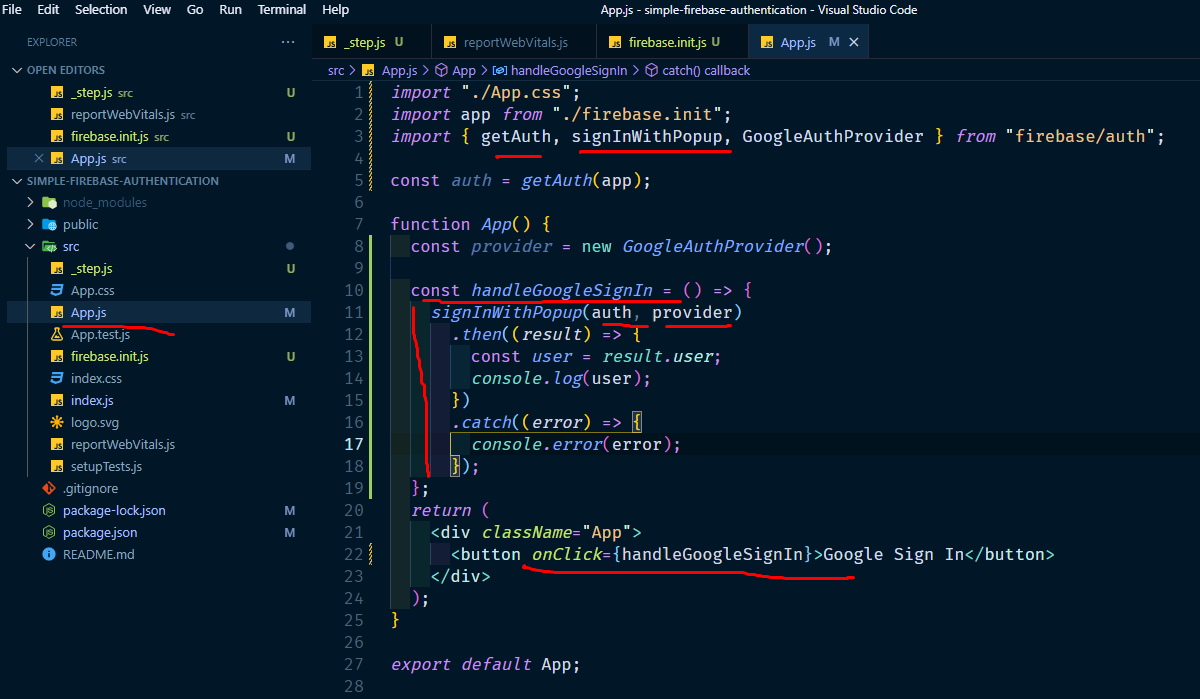 File Edit Selection View Go Run Terminal Help
App.js - simple-firebase-authentication - Visual Studio Code
EXPLORER ...
OPEN EDITORS
_step.js src U
reportWebVitals.js src
firebase.init.js src U
App.js src M
SIMPLE-FIREBASE-AUTHENTICATION
node_modules
public
src
_step.js U
App.css
App.js M
App.test.js
firebase.init.js U
index.css
index.js M
logo.svg
reportWebVitals.js
setupTests.js
.gitignore
package-lock.json M
package.json M
README.md
_step.js U
reportWebVitals.js
firebase.init.js U
App.js M
src > App.js > App > handleGoogleSignIn > catch() callback
1 import "./App.css";
2 import app from "./firebase.init";
3 import { getAuth, signInWithPopup, GoogleAuthProvider } from "firebase/auth";
4
5 const auth = getAuth(app);
6
7 function App() {
8 const provider = new GoogleAuthProvider();
9
10 const handleGoogleSignIn = () => {
11 signInWithPopup(auth, provider)
12 .then((result) => {
13 const user = result.user;
14 console.log(user);
15 })
16 .catch((error) => {
17 console.error(error);
18 });
19 };
20 return (
21 <div className="App">
22 <button onClick={handleGoogleSignIn}>Google Sign In</button>
23 </div>
24 );
25 }
26
27 export default App;
28